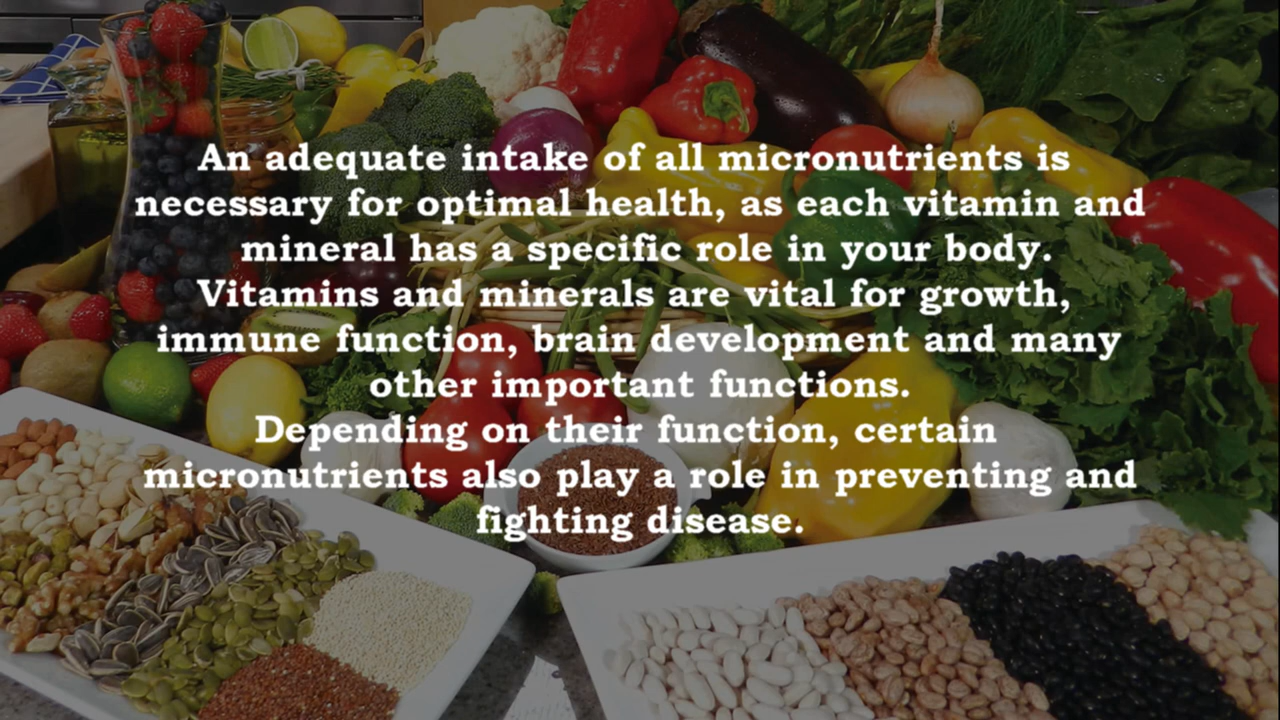 An adequate intake of all micronutrients is
necessary for optimal health, as each vitamin and
mineral has a specific role in your body.
Vitamins and minerals are vital for growth,
immune function, brain development and many
other important functions.
Depending on their function, certain
micronutrients also play a role in preventing and
fighting disease.